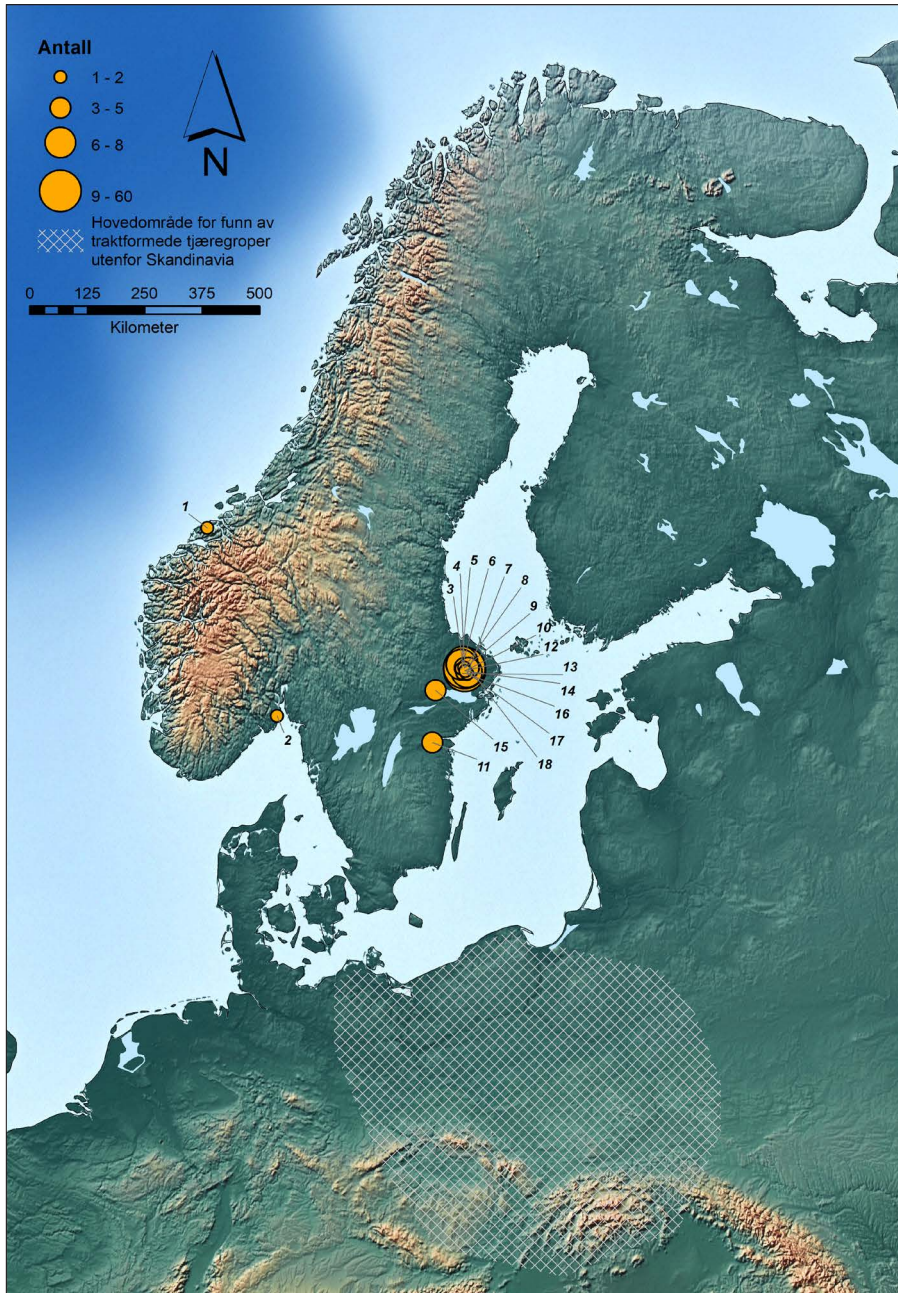 Antall
1 - 2
3 - 5
6 - 8
9 - 60
N
Hovedområde for funn av
traktformede tjæregroper
utenfor Skandinavia
0 125 250 375 500
Kilometer
1
2
3
4
5
6
7
8
9
10
12
13
14
16
17
15
11
18